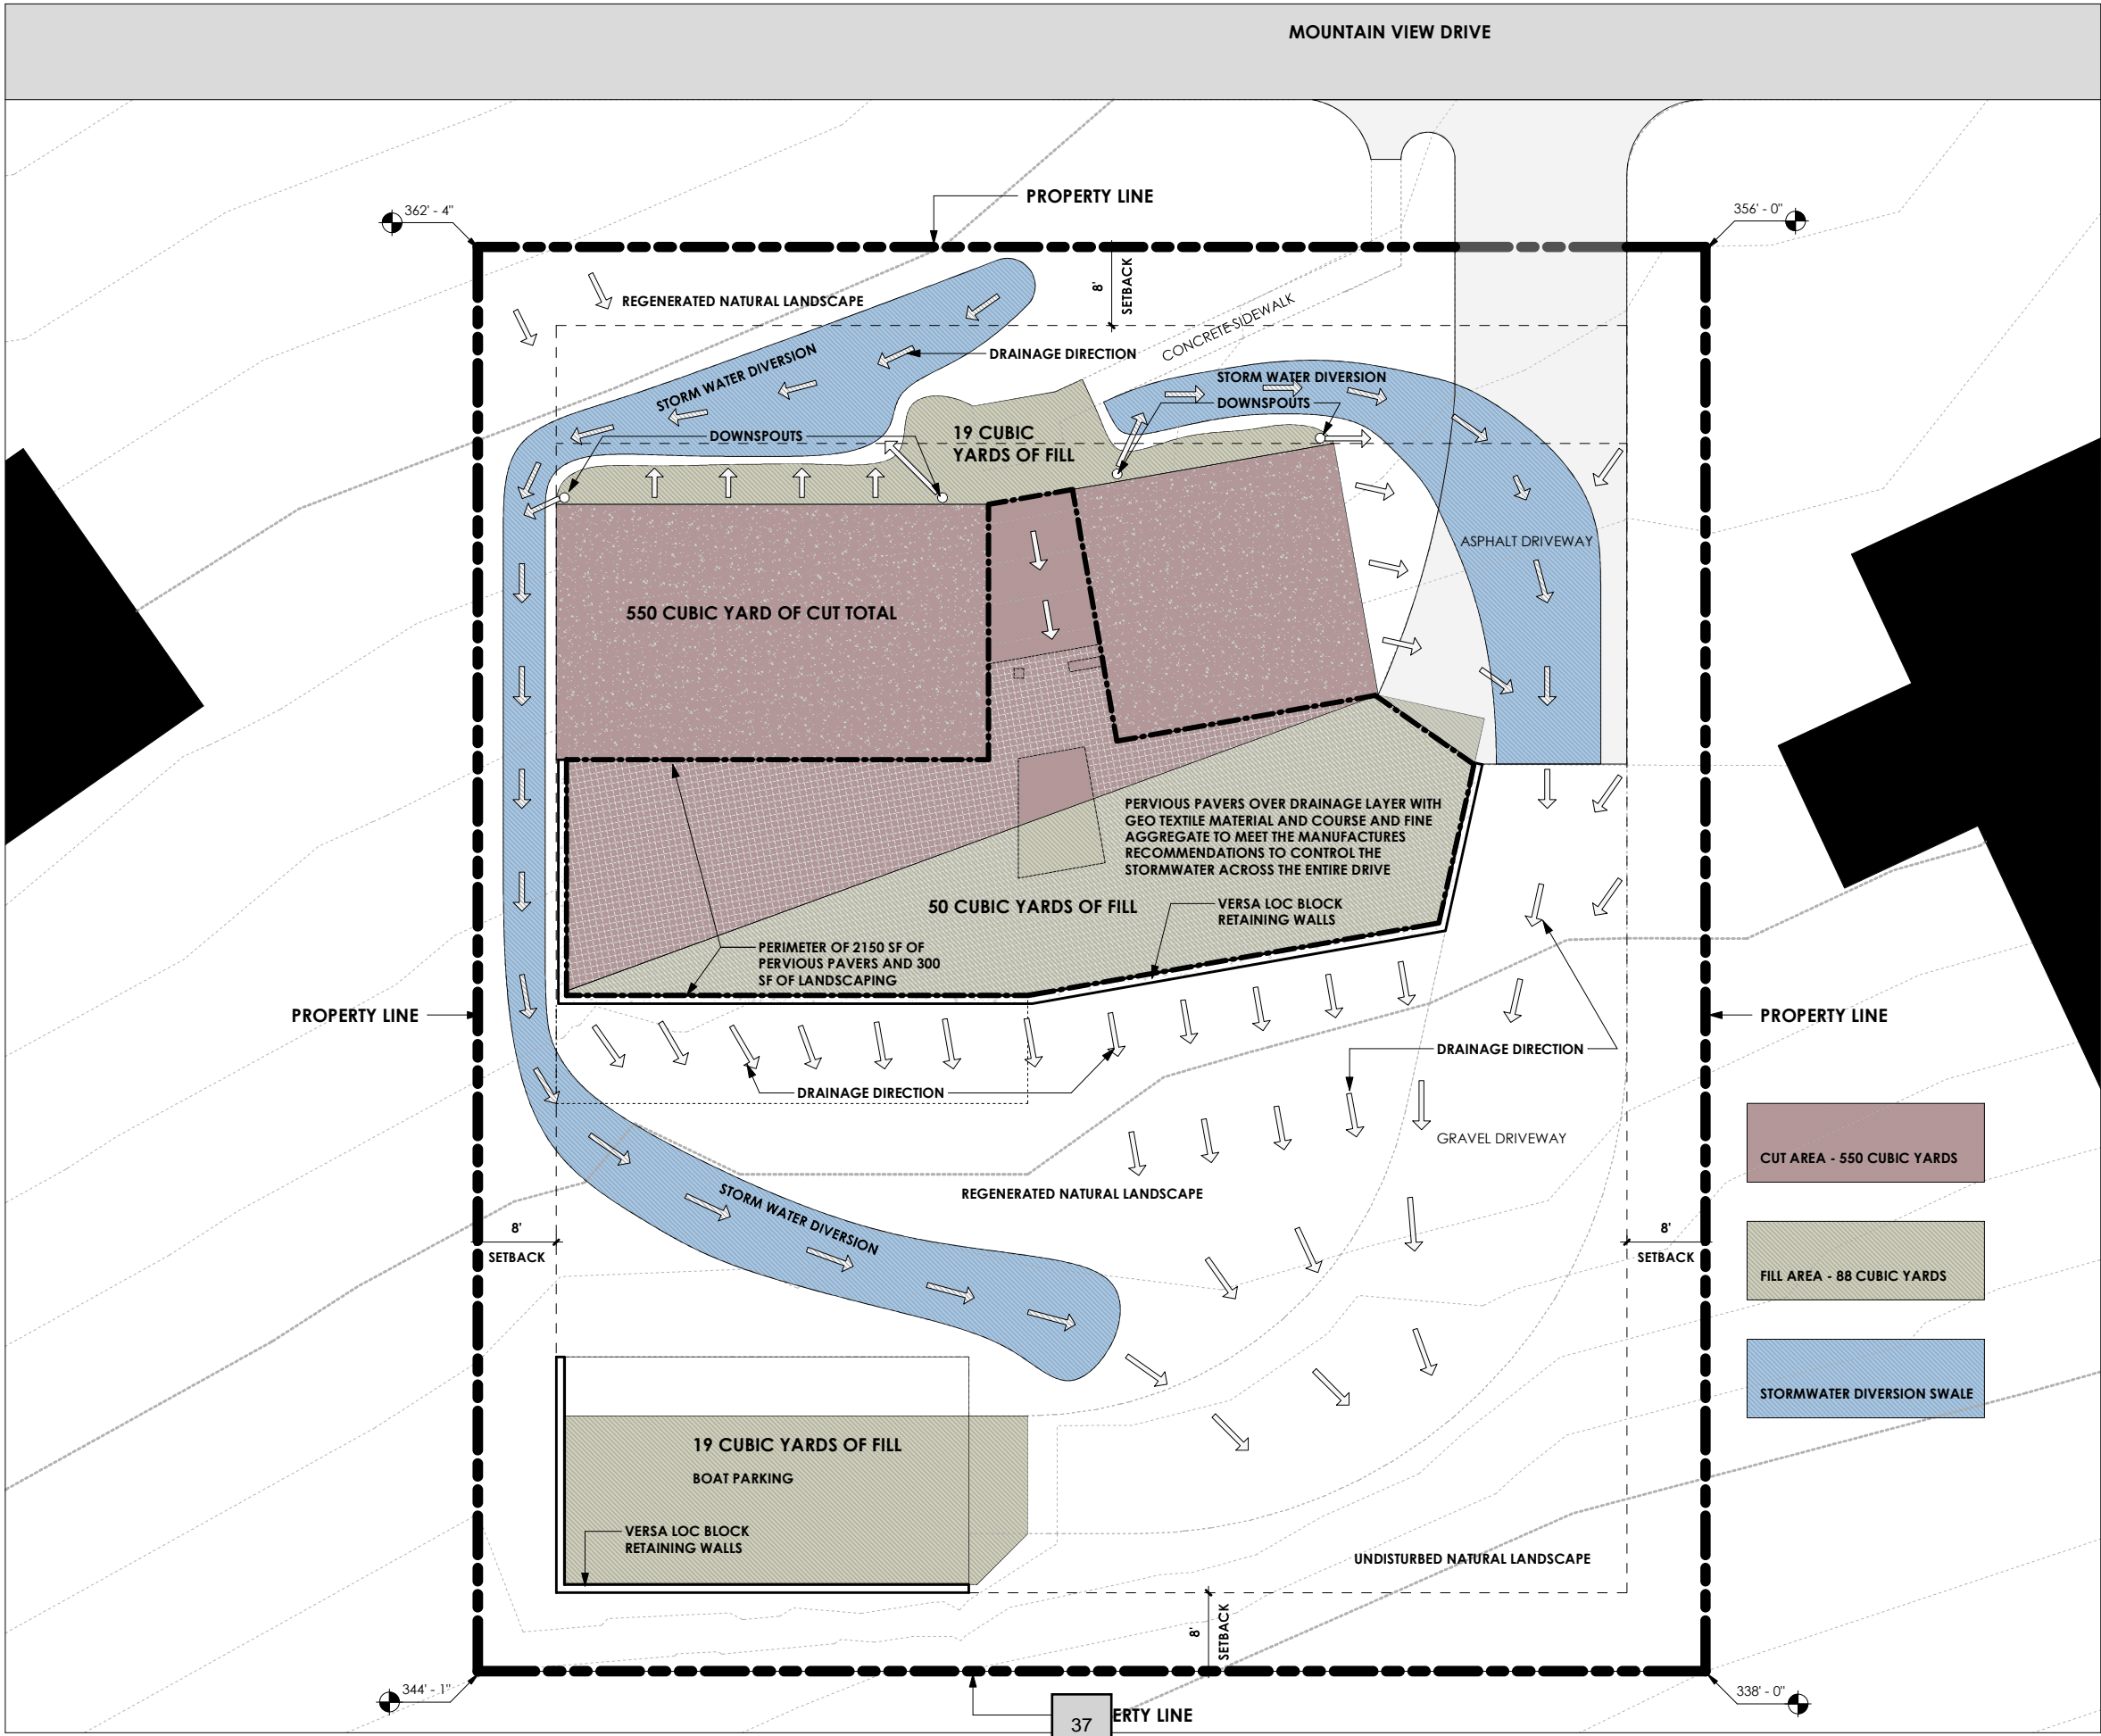 MOUNTAIN VIEW DRIVE
PROPERTY LINE
362' - 4"
356' - 0"
8'
SETBACK
REGENERATED NATURAL LANDSCAPE
CONCRETE SIDEWALK
DRAINAGE DIRECTION
STORM WATER DIVERSION
STORM WATER DIVERSION
DOWNSPOUTS
DOWNSPOUTS
19 CUBIC
YARDS OF FILL
ASPHALT DRIVEWAY
550 CUBIC YARD OF CUT TOTAL
PERVIOUS PAVERS OVER DRAINAGE LAYER WITH
GEO TEXTILE MATERIAL AND COURSE AND FINE
AGGREGATE TO MEET THE MANUFACTURES
RECOMMENDATIONS TO CONTROL THE
STORMWATER ACROSS THE ENTIRE DRIVE
50 CUBIC YARDS OF FILL
VERSA LOC BLOCK
RETAINING WALLS
PERIMETER OF 2150 SF OF
PERVIOUS PAVERS AND 300
SF OF LANDSCAPING
PROPERTY LINE
PROPERTY LINE
DRAINAGE DIRECTION
DRAINAGE DIRECTION
GRAVEL DRIVEWAY
CUT AREA - 550 CUBIC YARDS
REGENERATED NATURAL LANDSCAPE
STORM WATER DIVERSION
8'
SETBACK
8'
SETBACK
FILL AREA - 88 CUBIC YARDS
STORMWATER DIVERSION SWALE
19 CUBIC YARDS OF FILL
BOAT PARKING
VERSA LOC BLOCK
RETAINING WALLS
UNDISTURBED NATURAL LANDSCAPE
8'
SETBACK
344' - 1"
338' - 0"
37
ERTY LINE